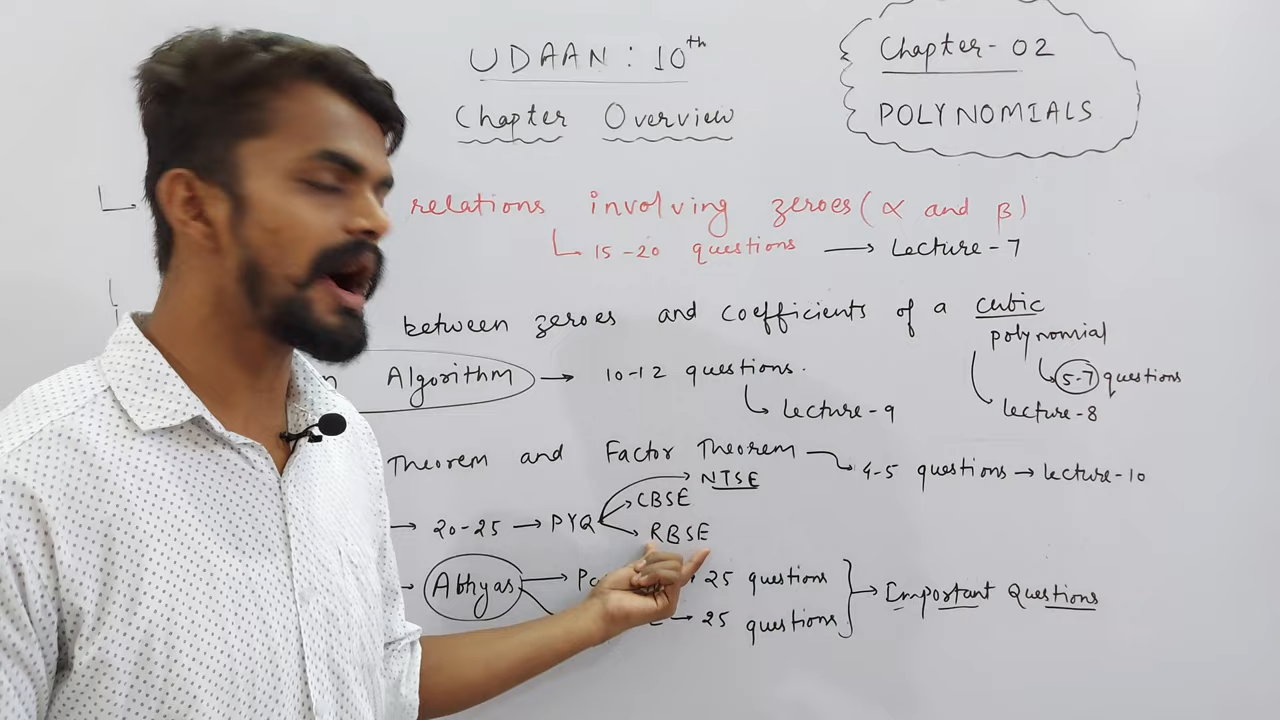 UDAAN : 10th
Chapter Overview
Chapter - 02
POLYNOMIALS
relations involving zeroes (α and β)
15-20 questions → Lecture-7
between zeroes and coefficients of a cubic
polynomial
5-7 questions
Lecture-8
Algorithm → 10-12 questions.
Lecture-9
Theorem and Factor Theorem
4-5 questions → Lecture-10
→ 20-25 → PYQ
NTSE
CBSE
RBSE
Abhyas → → 25 questions
→ 25 questions
→ Important Questions